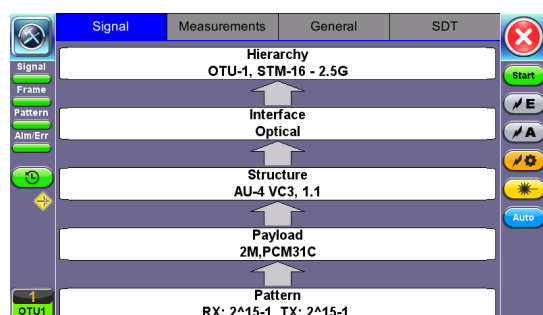 Signal Measurements General SDT
Hierarchy
OTU-1, STM-16 - 2.5G
Interface
Optical
Structure
AU-4 VC3, 1.1
Payload
2M,PCM31C
Pattern
RX: 2^15-1, TX: 2^15-1
Signal
Frame
Pattern
Alm/Err
1
OTU1
Start
E
A
Auto